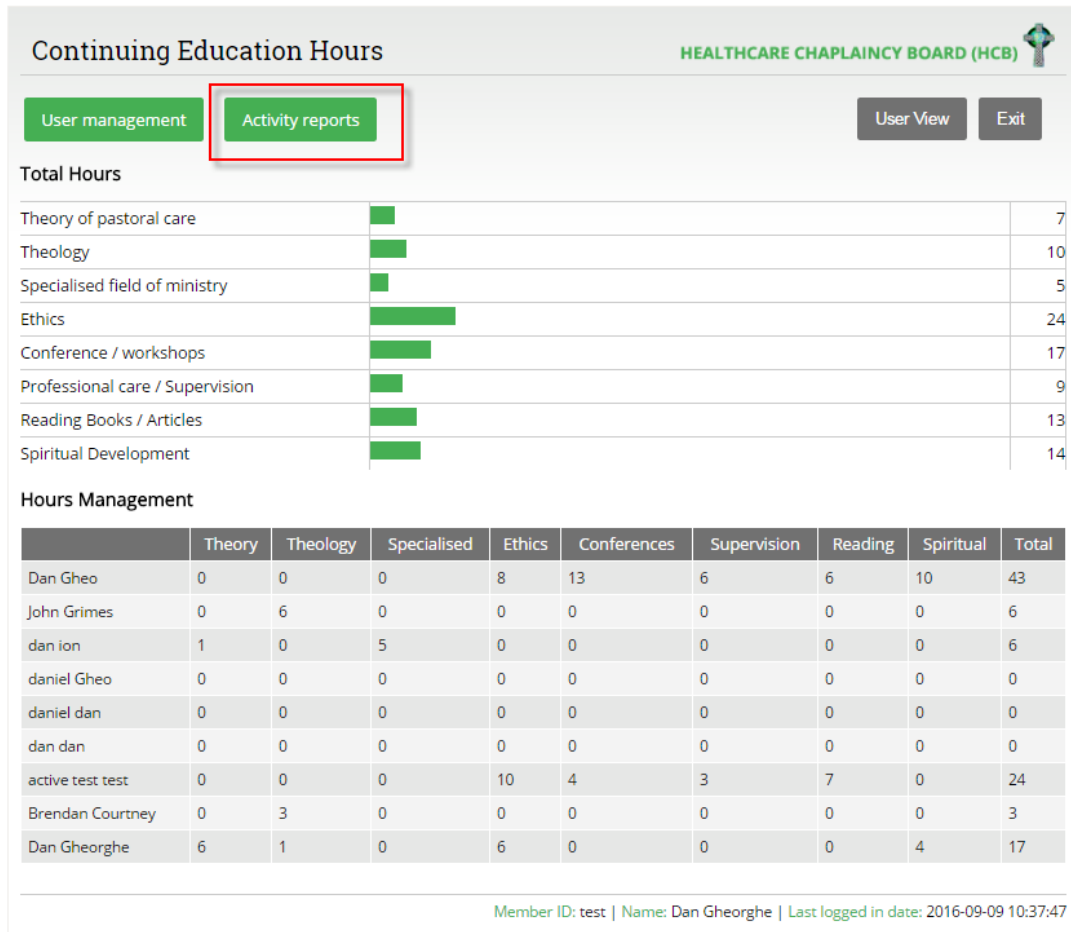 Continuing Education Hours
HEALTHCARE CHAPLAINCY BOARD (HCB)
User management Activity reports User View Exit
Total Hours
Theory of pastoral care 7
Theology 10
Specialised field of ministry 5
Ethics 24
Conference / workshops 17
Professional care / Supervision 9
Reading Books / Articles 13
Spiritual Development 14
Hours Management
Theory Theology Specialised Ethics Conferences Supervision Reading Spiritual Total
Dan Gheo 0 0 0 8 13 6 6 10 43
John Grimes 0 6 0 0 0 0 0 0 6
dan ion 1 0 5 0 0 0 0 0 6
daniel Gheo 0 0 0 0 0 0 0 0 0
daniel dan 0 0 0 0 0 0 0 0 0
dan dan 0 0 0 0 0 0 0 0 0
active test test 0 0 0 10 4 3 7 0 24
Brendan Courtney 0 3 0 0 0 0 0 0 3
Dan Gheorghe 6 1 0 6 0 0 0 4 17
Member ID: test | Name: Dan Gheorghe | Last logged in date: 2016-09-09 10:37:47